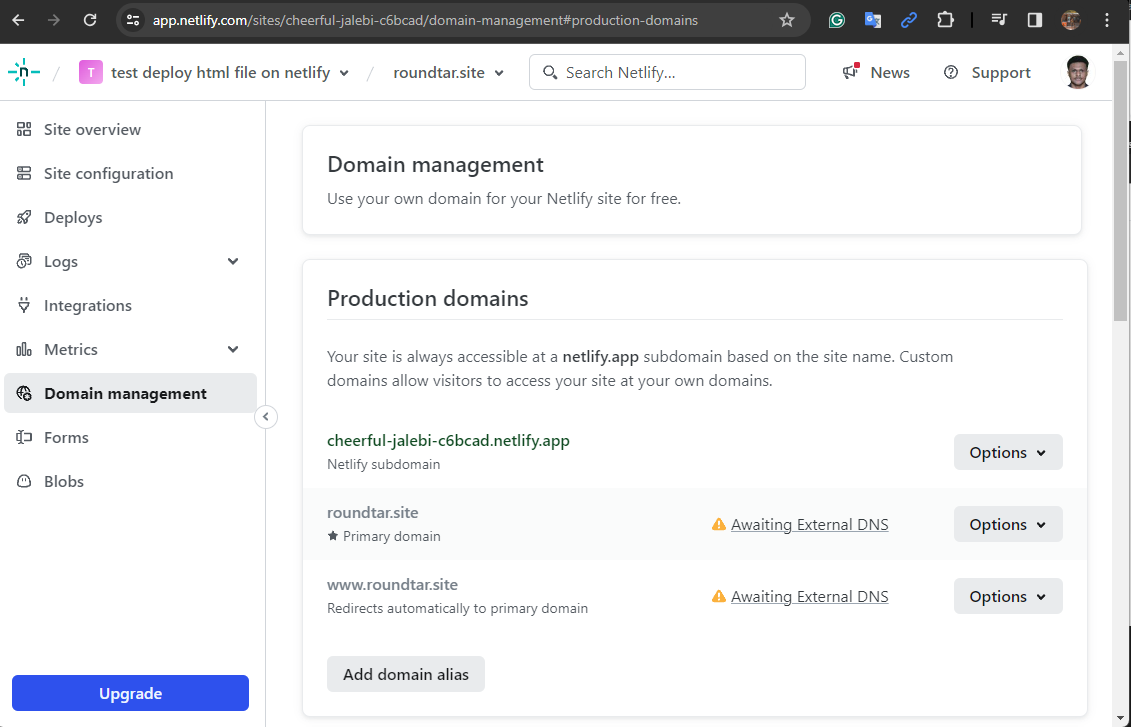 app.netlify.com/sites/cheerful-jalebi-c6bcad/domain-management#production-domains
n / T test deploy html file on netlify / roundtar.site
Search Netlify...
News
Support
Site overview
Site configuration
Deploys
Logs
Integrations
Metrics
Domain management
Forms
Blobs
Upgrade
Domain management
Use your own domain for your Netlify site for free.
Production domains
Your site is always accessible at a netlify.app subdomain based on the site name. Custom
domains allow visitors to access your site at your own domains.
cheerful-jalebi-c6bcad.netlify.app
Netlify subdomain
Options
roundtar.site
Primary domain
Awaiting External DNS
Options
www.roundtar.site
Redirects automatically to primary domain
Awaiting External DNS
Options
Add domain alias